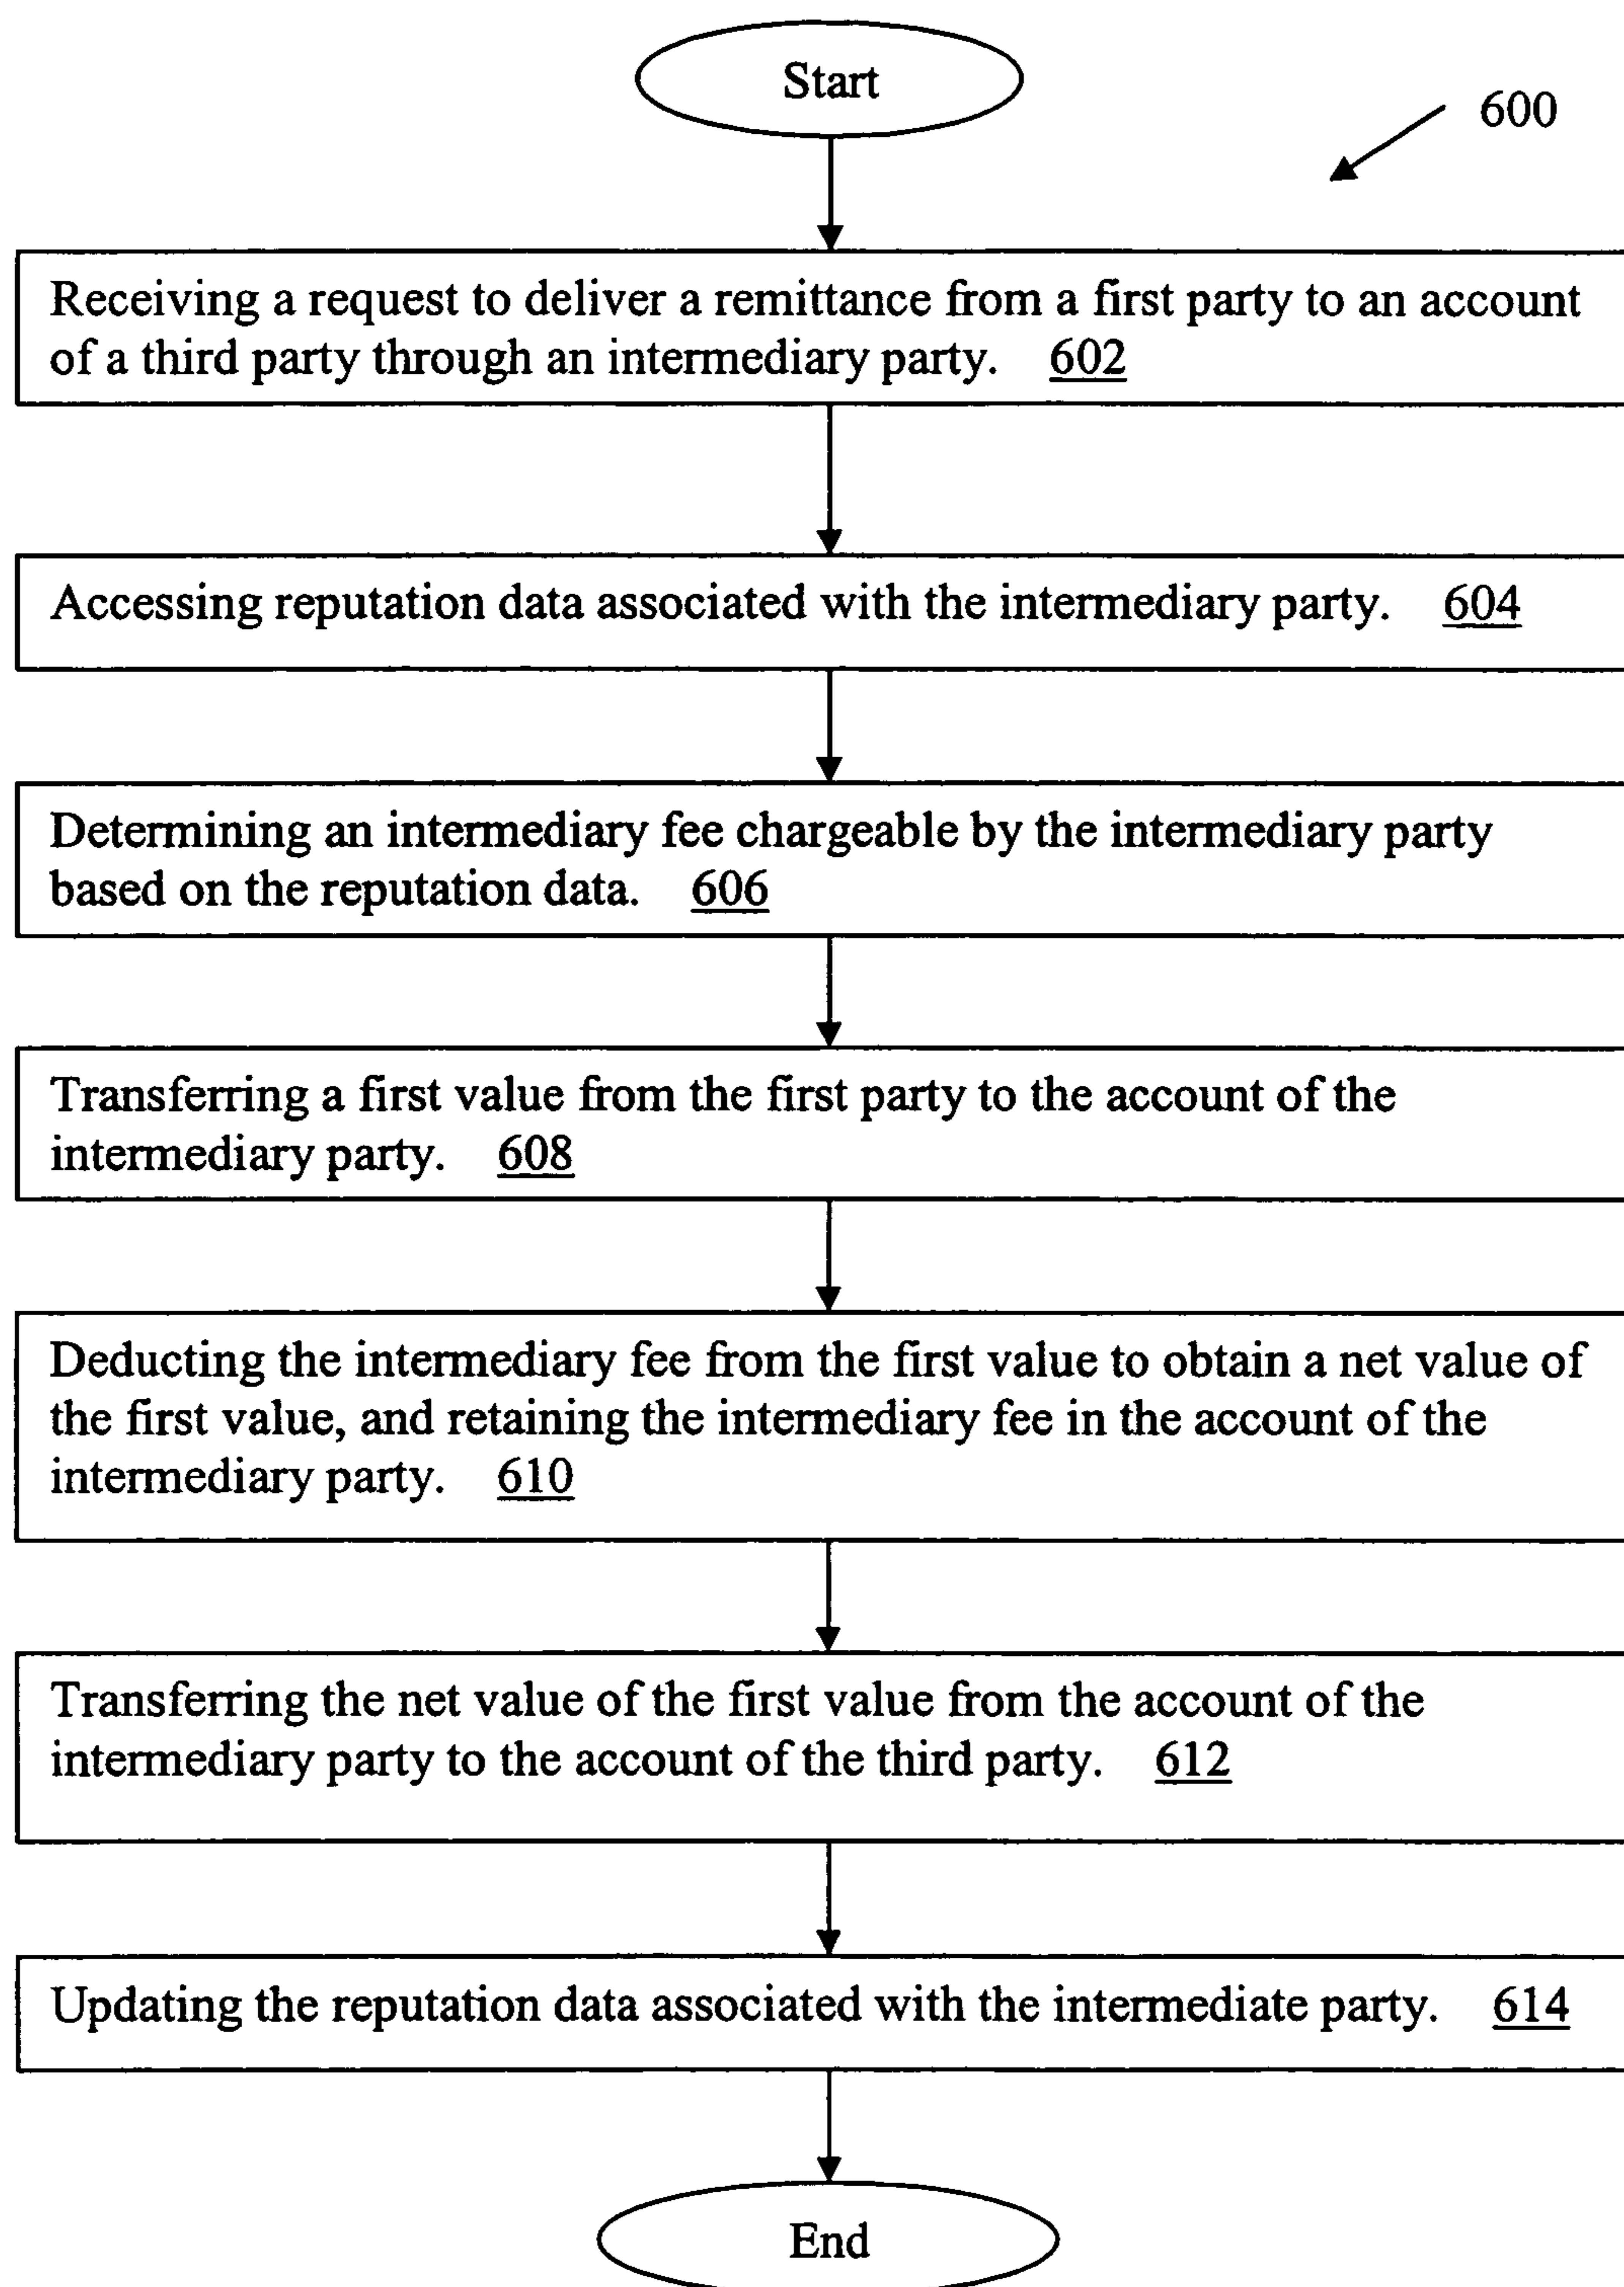 Start
600
Receiving a request to deliver a remittance from a first party to an account
of a third party through an intermediary party. 602
Accessing reputation data associated with the intermediary party. 604
Determining an intermediary fee chargeable by the intermediary party
based on the reputation data. 606
Transferring a first value from the first party to the account of the
intermediary party. 608
Deducting the intermediary fee from the first value to obtain a net value of
the first value, and retaining the intermediary fee in the account of the
intermediary party. 610
Transferring the net value of the first value from the account of the
intermediary party to the account of the third party. 612
Updating the reputation data associated with the intermediate party. 614
End